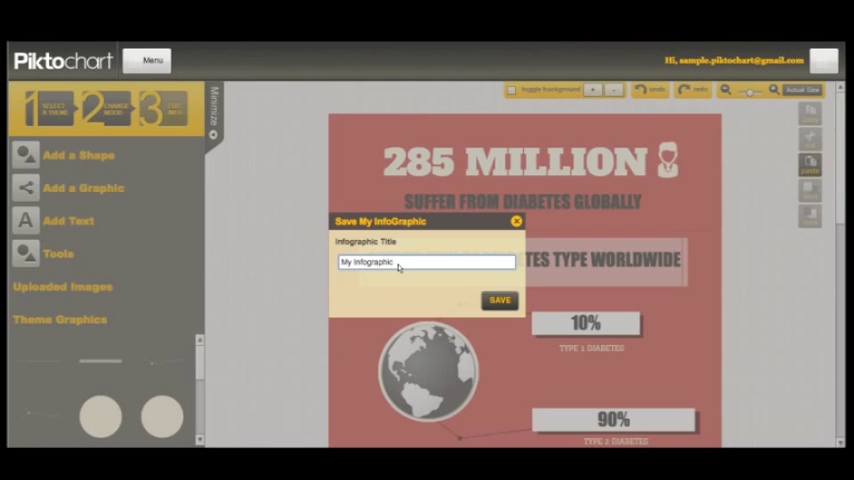 Piktochart
Menu
Hi, sample.piktochart@gmail.com
1 SELECT A THEME
2 CHANGE
3 EDIT
Minimize
toggle background
+
-
undo
redo
Actual Size
Add a Shape
Add a Graphic
A Add Text
Tools
Uploaded Images
Theme Graphics
285 MILLION
SUFFER FROM DIABETES GLOBALLY
TES TYPE WORLDWIDE
Save My InfoGraphic
Infographic Title
My Infographic
SAVE
10%
TYPE 1 DIABETES
90%
TYPE 2 DIABETES
paste